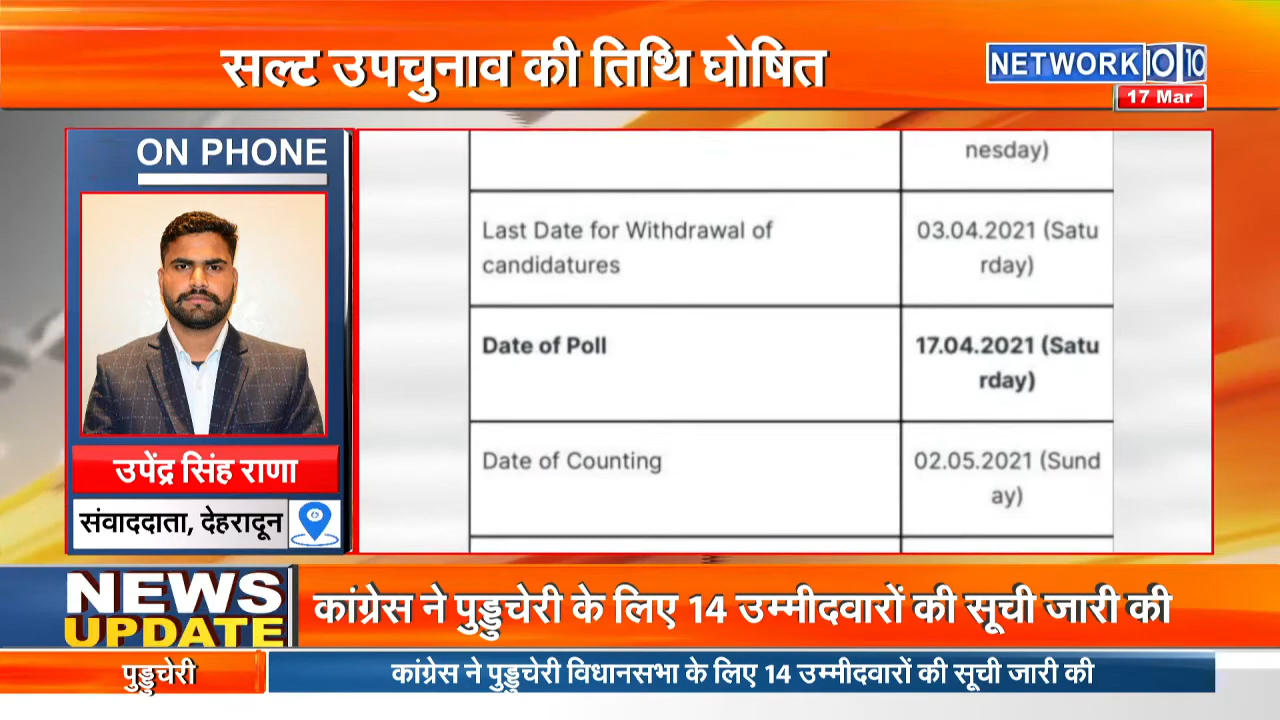 सल्ट उपचुनाव की तिथि घोषित
NETWORK 10 10
17 Mar
ON PHONE
उपेंद्र सिंह राणा
संवाददाता, देहरादून
nesday)
Last Date for Withdrawal of
candidatures
03.04.2021 (Satu
rday)
Date of Poll
17.04.2021 (Satu
rday)
Date of Counting
02.05.2021 (Sund
ay)
NEWS
UPDATE
कांग्रेस ने पुड्डुचेरी के लिए 14 उम्मीदवारों की सूची जारी की
पुड्डुचेरी
कांग्रेस ने पुड्डुचेरी विधानसभा के लिए 14 उम्मीदवारों की सूची जारी की